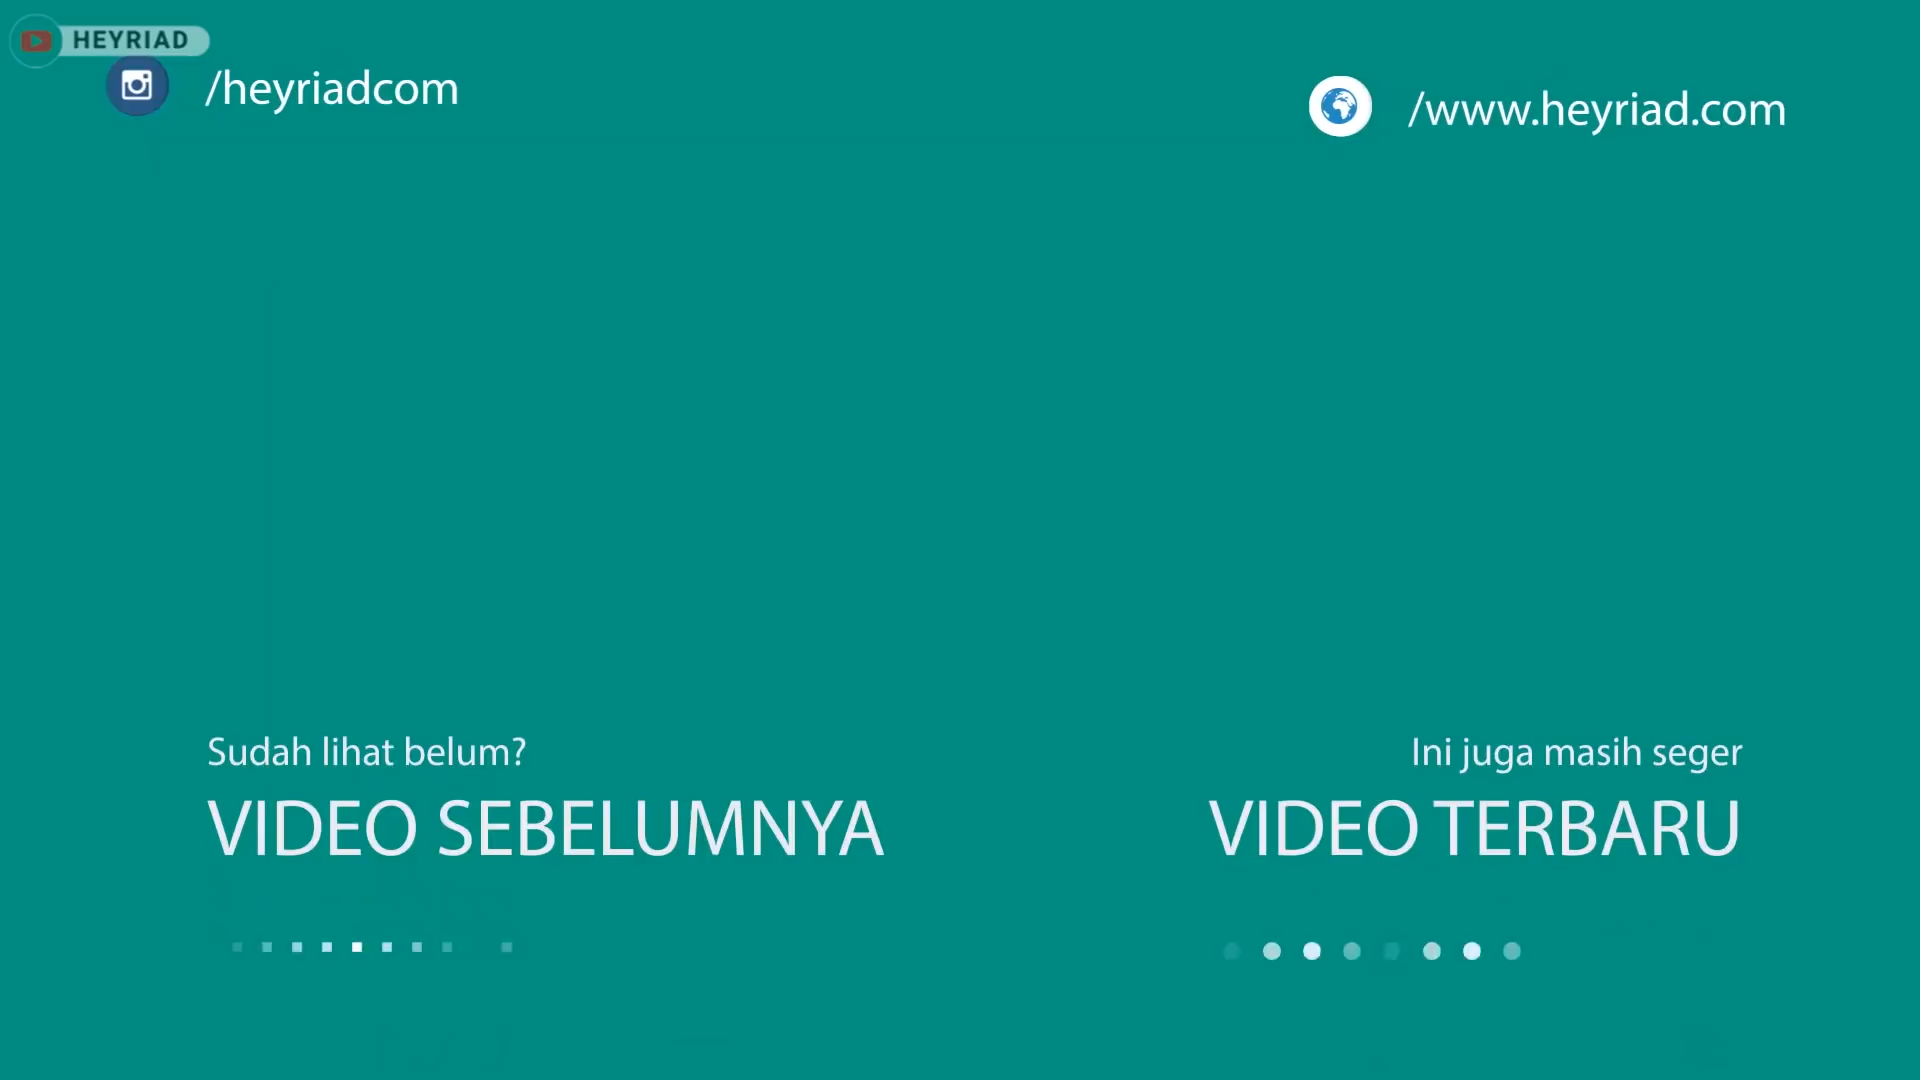 HEYRIAD
/heyriadcom
/www.heyriad.com
Sudah lihat belum?
VIDEO SEBELUMNYA
Ini juga masih seger
VIDEO TERBARU